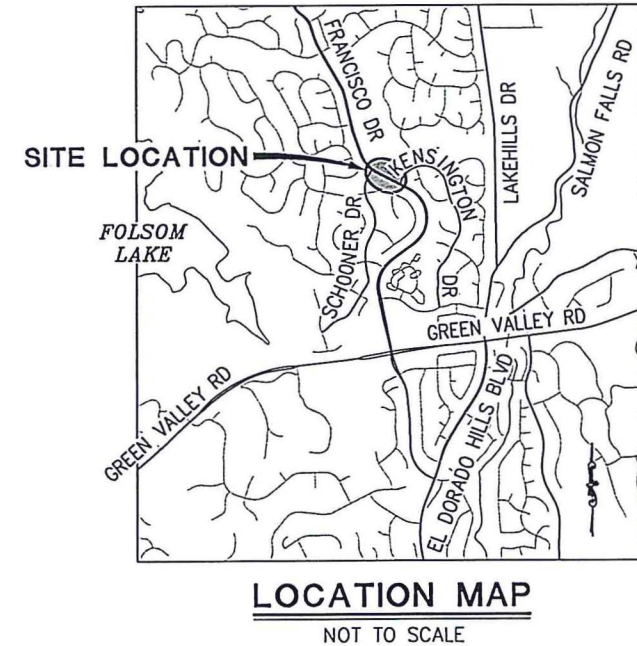 FRANCISCO DR
LAKEHILLS DR
SALMON FALLS RD
SITE LOCATION
KENSINGTON
DR
FOLSOM
LAKE
SCHOONER DR
GREEN VALLEY RD
GREEN VALLEY RD
EL DORADO HILLS BLVD
LOCATION MAP
NOT TO SCALE